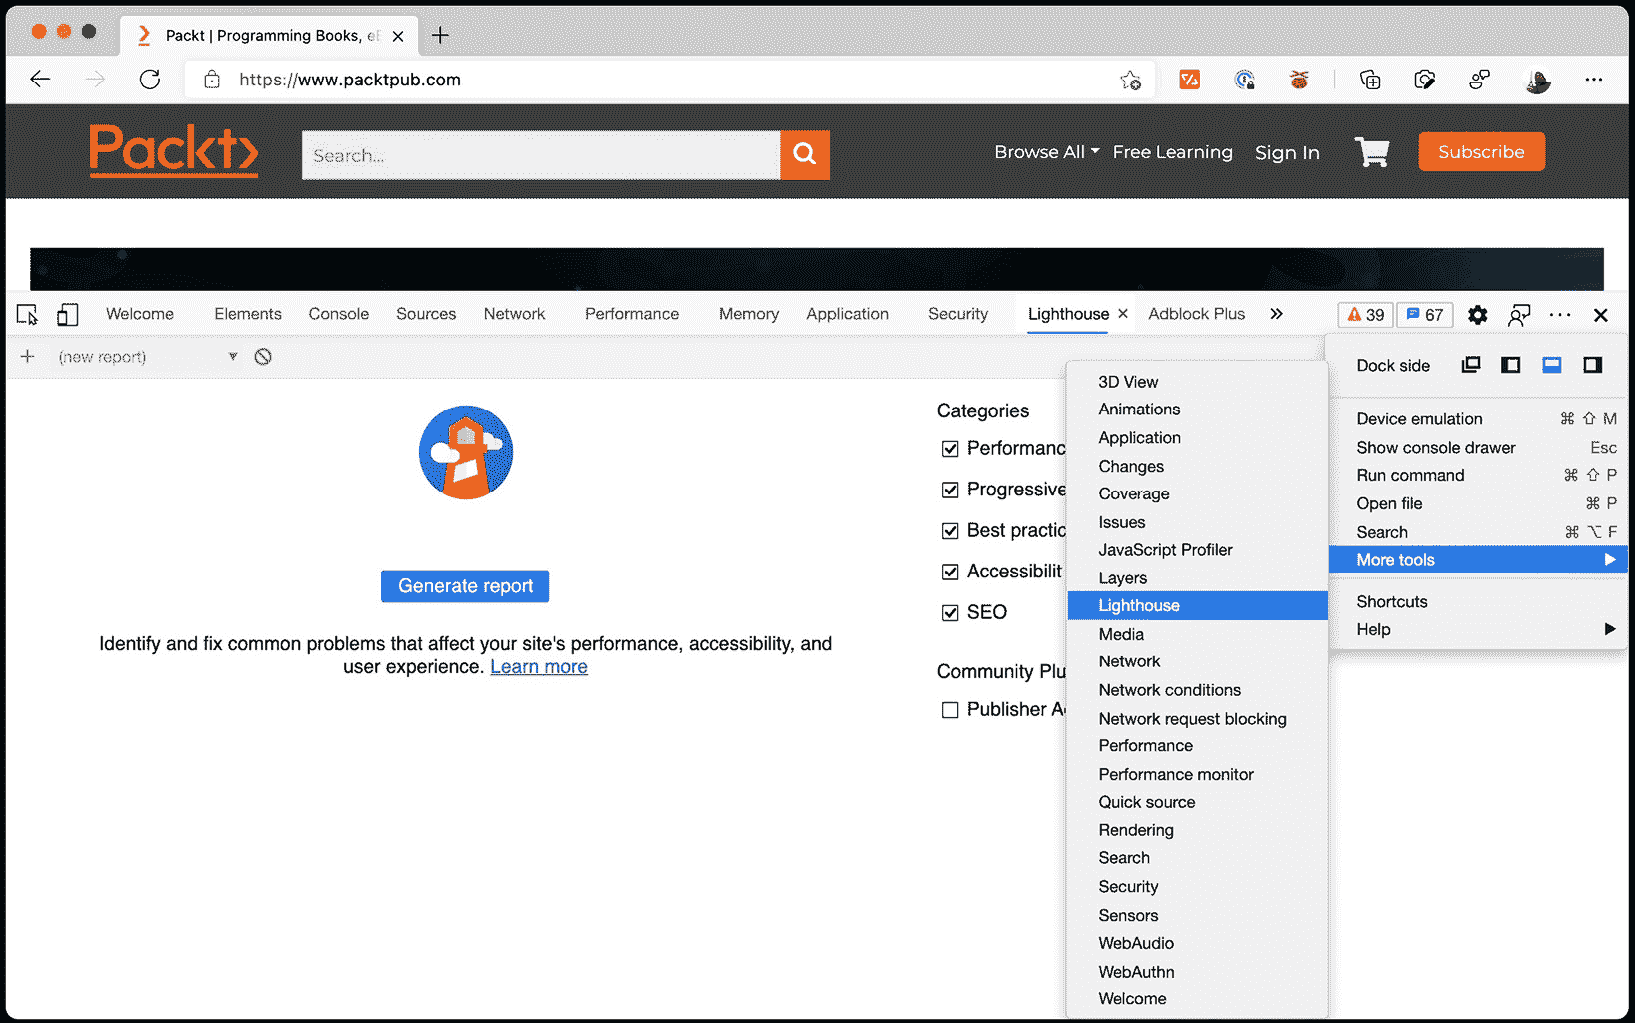 Packt | Programming Books, eB
https://www.packtpub.com
Packt
Search...
Browse All
Free Learning
Sign In
Subscribe
Welcome
Elements
Console
Sources
Network
Performance
Memory
Application
Security
Lighthouse
Adblock Plus
39
67
(new report)
Generate report
Identify and fix common problems that affect your site's performance, accessibility, and
user experience. Learn more
Categories
Performanc
Progressive
Best practic
Accessibilit
SEO
Community Plu
Publisher A
3D View
Animations
Application
Changes
Coverage
Issues
JavaScript Profiler
Layers
Lighthouse
Media
Network
Network conditions
Network request blocking
Performance
Performance monitor
Quick source
Rendering
Search
Security
Sensors
WebAudio
WebAuthn
Welcome
Dock side
Device emulation ⌘ ⇧ M
Show console drawer Esc
Run command ⌘ ⇧ P
Open file ⌘ P
Search ⌘ ⌥ F
More tools
Shortcuts
Help